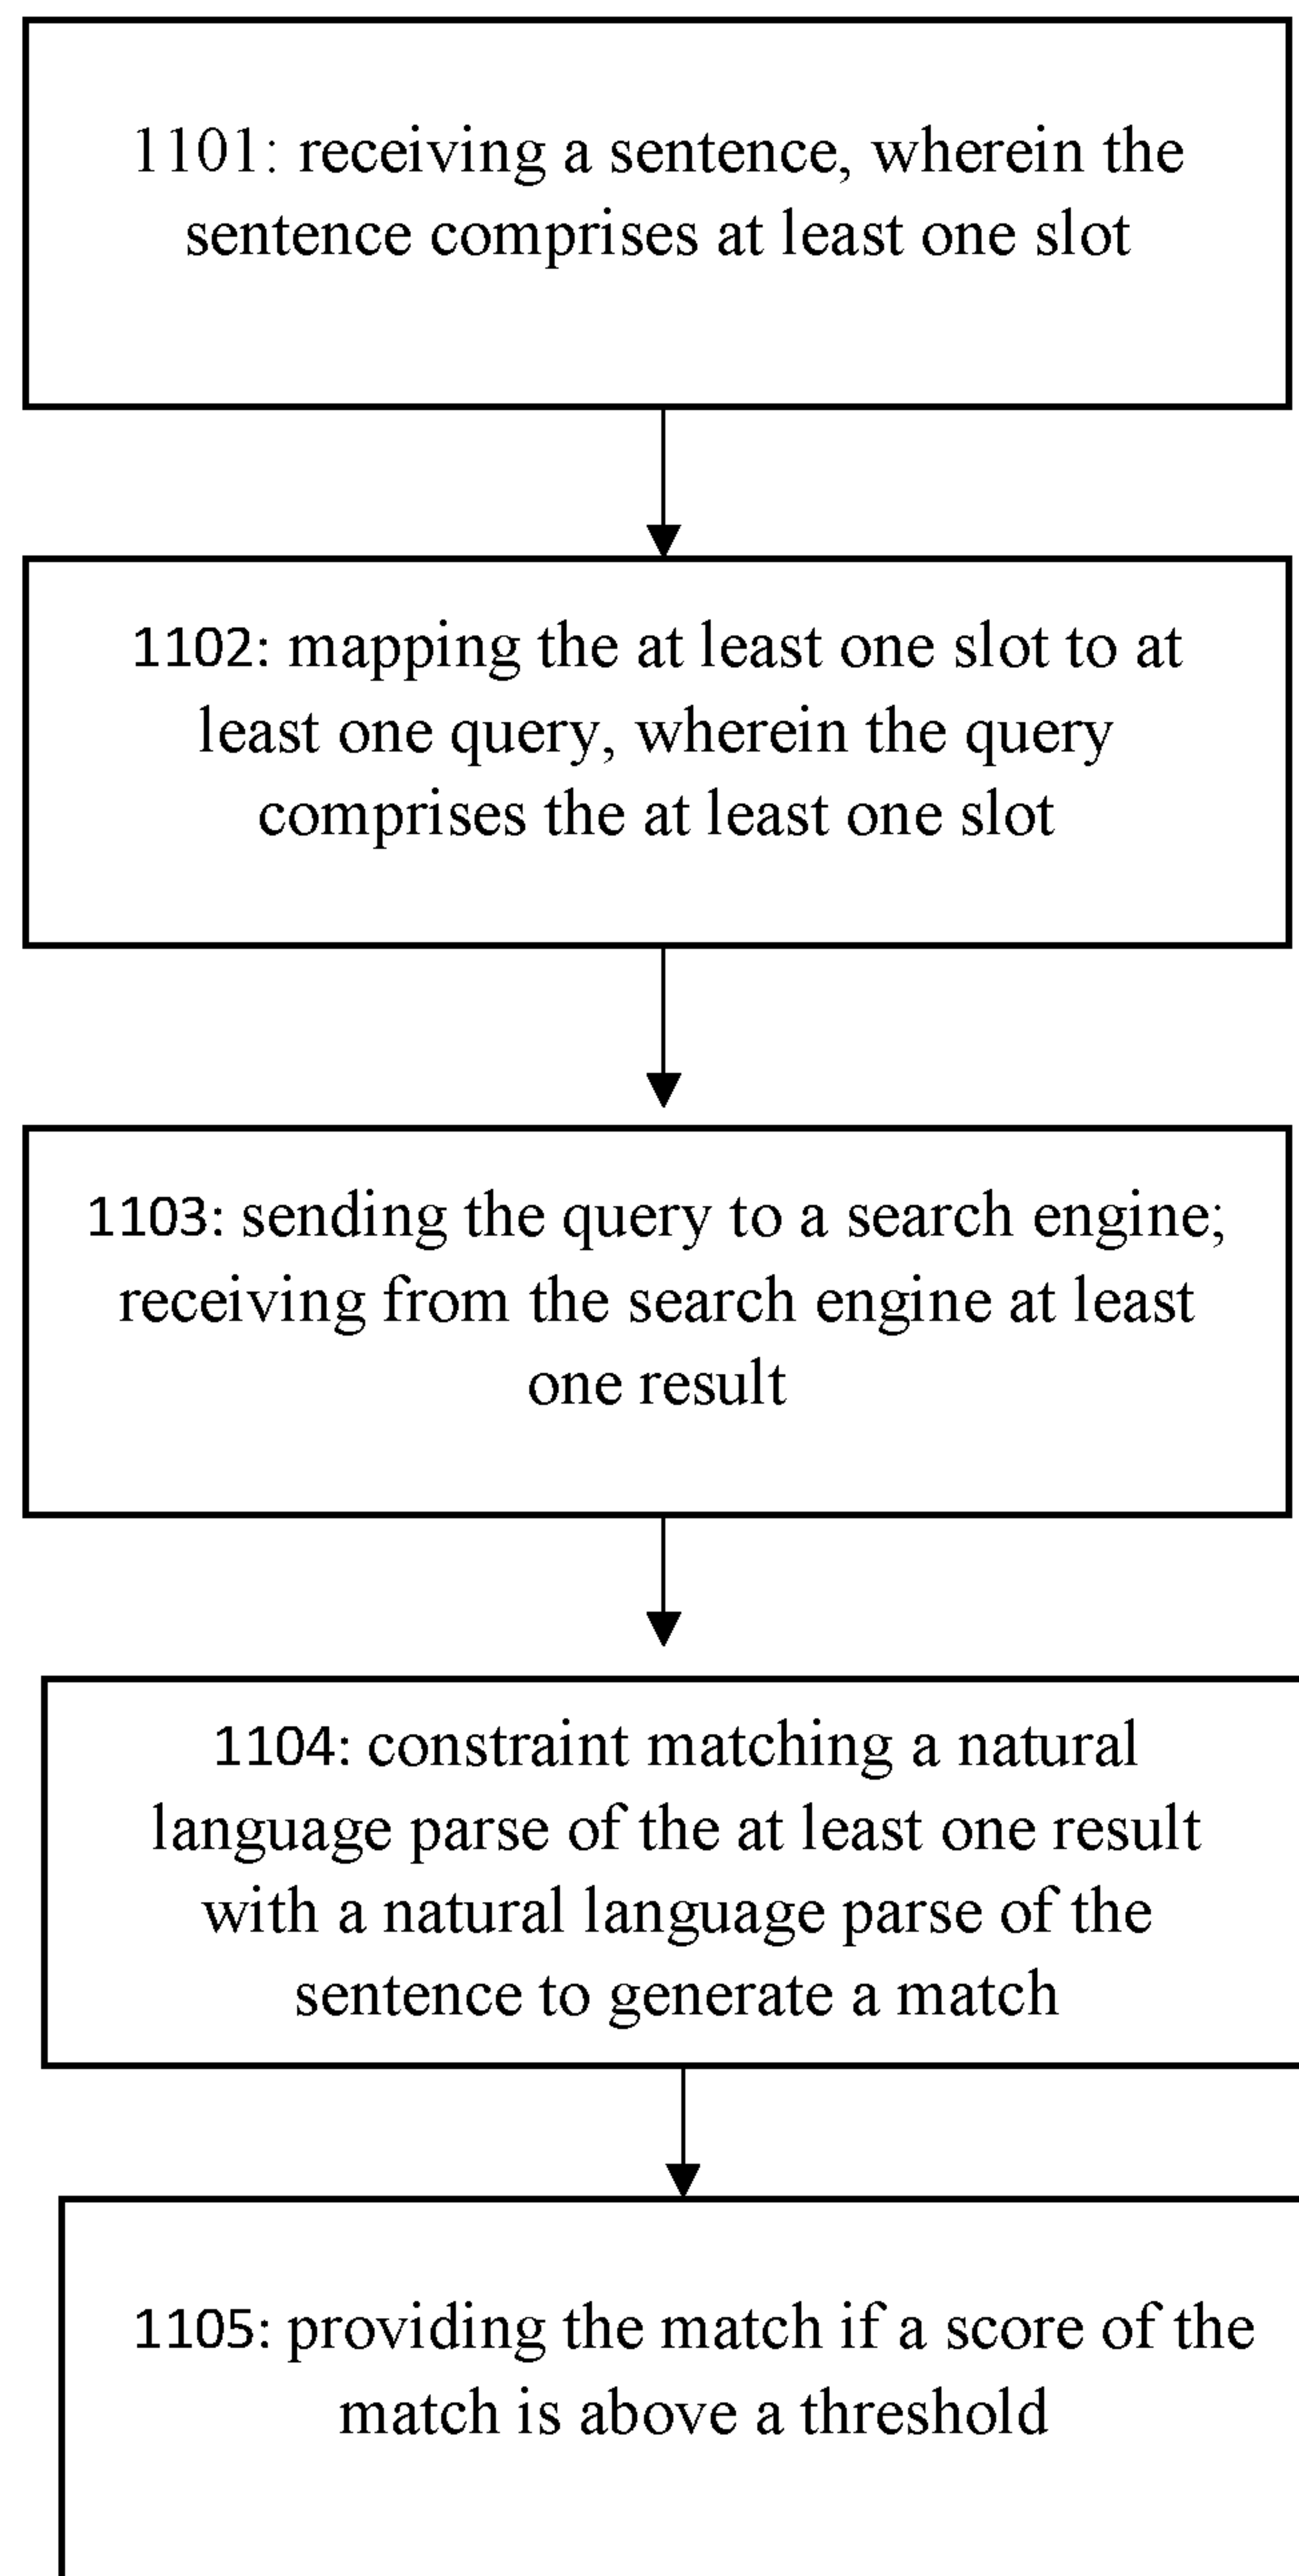 1101: receiving a sentence, wherein the
sentence comprises at least one slot
1102: mapping the at least one slot to at
least one query, wherein the query
comprises the at least one slot
1103: sending the query to a search engine;
receiving from the search engine at least
one result
1104: constraint matching a natural
language parse of the at least one result
with a natural language parse of the
sentence to generate a match
1105: providing the match if a score of the
match is above a threshold